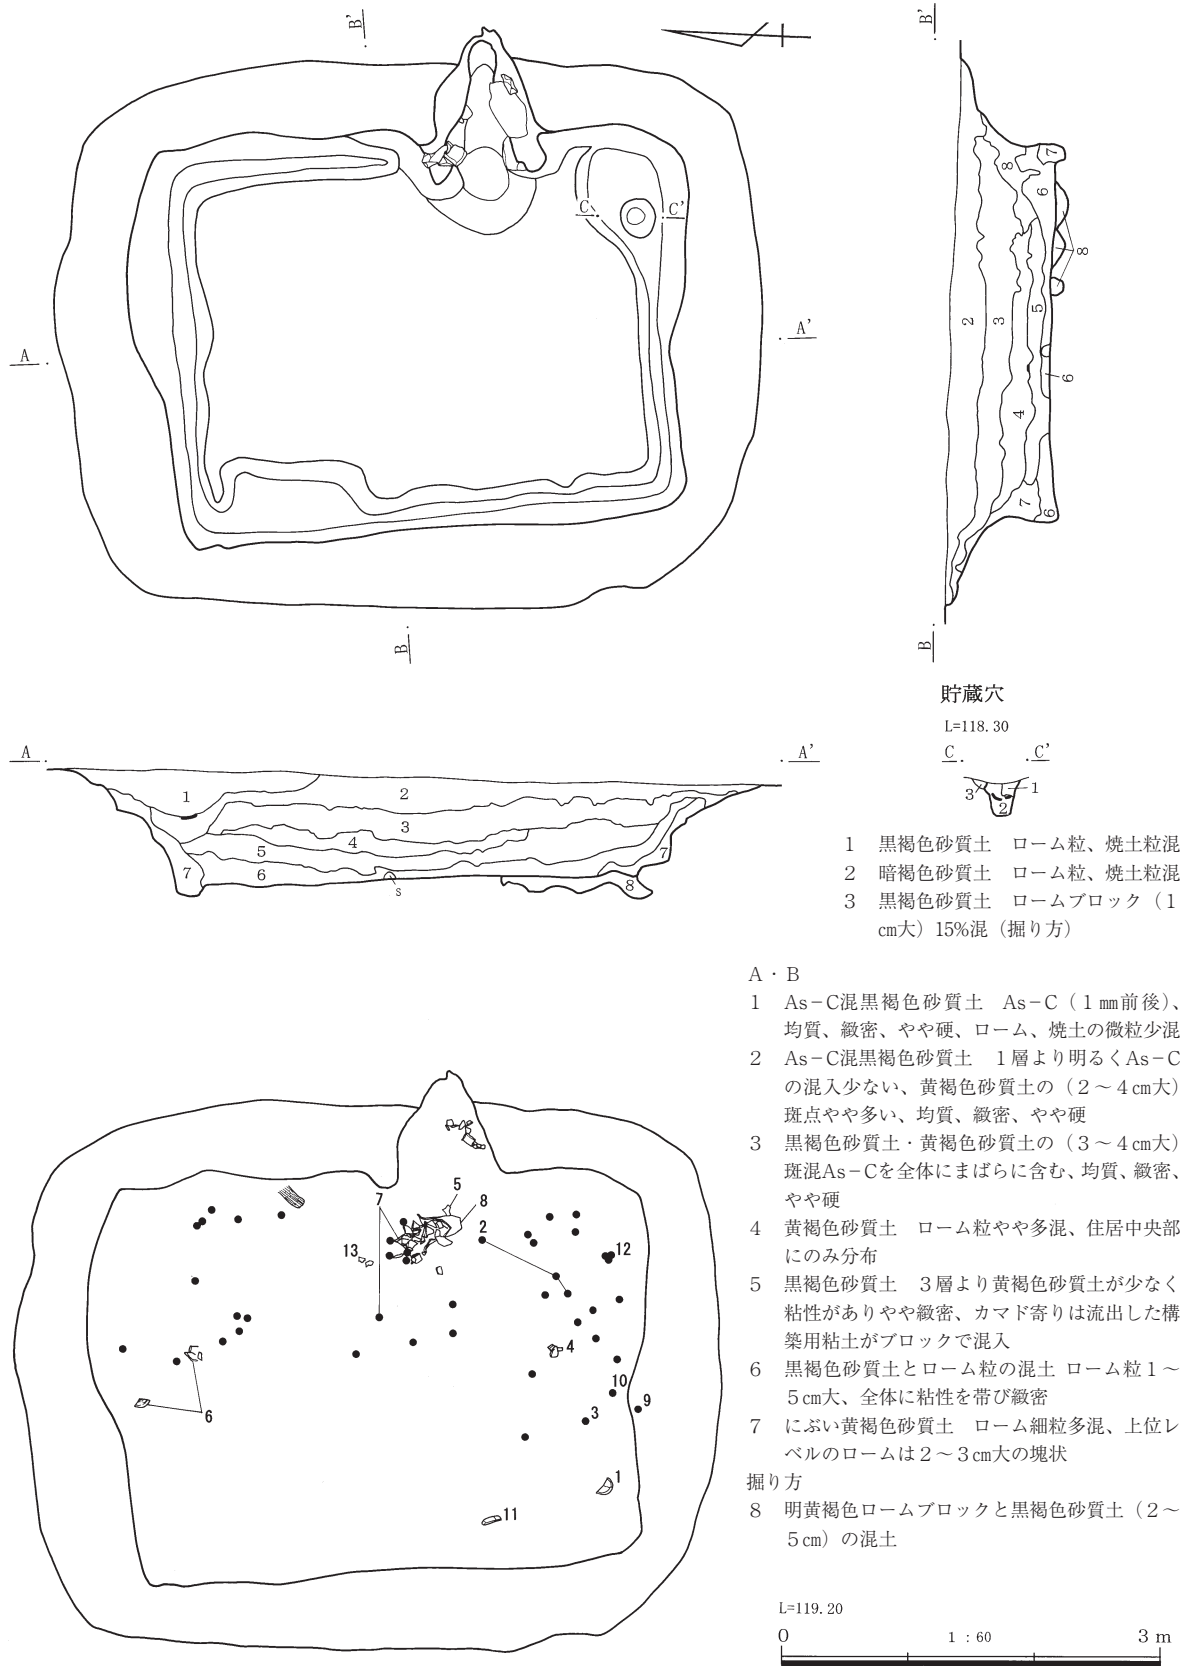 B'
B'
A
A'
C
C'
B
B
2
3
4
5
6
7
8
6
8
6
7
6
貯蔵穴
L=118.30
C
C'
3
1
2
A
A'
1
2
3
4
5
6
7
7
8
S
1 黒褐色砂質土 ローム粒、焼土粒混
2 暗褐色砂質土 ローム粒、焼土粒混
3 黒褐色砂質土 ロームブロック（1
cm大）15%混（掘り方）
A・B
1 As-C混黒褐色砂質土 As-C（1㎜前後）、
均質、緻密、やや硬、ローム、焼土の微粒少混
2 As-C混黒褐色砂質土 1層より明るくAs-C
の混入少ない、黄褐色砂質土の（2～4㎝大）
斑点やや多い、均質、緻密、やや硬
3 黒褐色砂質土・黄褐色砂質土の（3～4㎝大）
斑混As-Cを全体にまばらに含む、均質、緻密、
やや硬
4 黄褐色砂質土 ローム粒やや多混、住居中央部
にのみ分布
5 黒褐色砂質土 3層より黄褐色砂質土が少なく
粘性がありやや緻密、カマド寄りは流出した構
築用粘土がブロックで混入
6 黒褐色砂質土とローム粒の混土 ローム粒1～
5㎝大、全体に粘性を帯び緻密
7 にぶい黄褐色砂質土 ローム細粒多混、上位レ
ベルのロームは2～3㎝大の塊状
掘り方
8 明黄褐色ロームブロックと黒褐色砂質土（2～
5㎝）の混土
7
5
8
2
13
12
4
6
10
9
3
1
11
L=119.20
0 1：60 3m